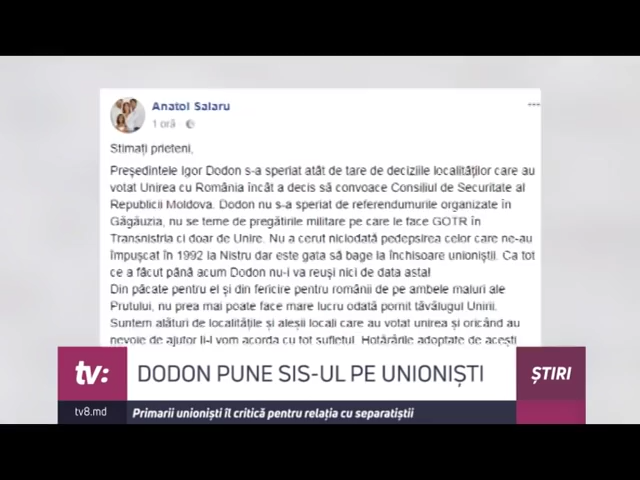 Anatol Salaru
1 oră
Stimați prieteni,
Președintele Igor Dodon s-a speriat atât de tare de deciziile localităților care au
votat Unirea cu România încât a decis să convoace Consiliul de Securitate al
Republicii Moldova. Dodon nu s-a speriat de referendumurile organizate în
Găgăuzia, nu se teme de pregătirile militare pe care le face GOTR în
Transnistria ci doar de Unire. Nu a cerut niciodată pedepsirea celor care ne-au
împușcat în 1992 la Nistru dar este gata să bage la închisoare unioniștii. Ca tot
ce a făcut până acum Dodon nu-i va reuși nici de data asta!
Din păcate pentru el și din fericire pentru românii de pe ambele maluri ale
Prutului, nu prea mai poate face mare lucru odată pornit tăvălugul Unirii.
Suntem alături de localitățile și aleșii locali care au votat unirea și oricând au
nevoie de ajutor li-l vom acorda cu tot sufletul. Hotărârile adoptate de acești
tv:
DODON PUNE SIS-UL PE UNIONIȘTI
ȘTIRI
tv8.md
Primarii unioniști îl critică pentru relația cu separatiștii